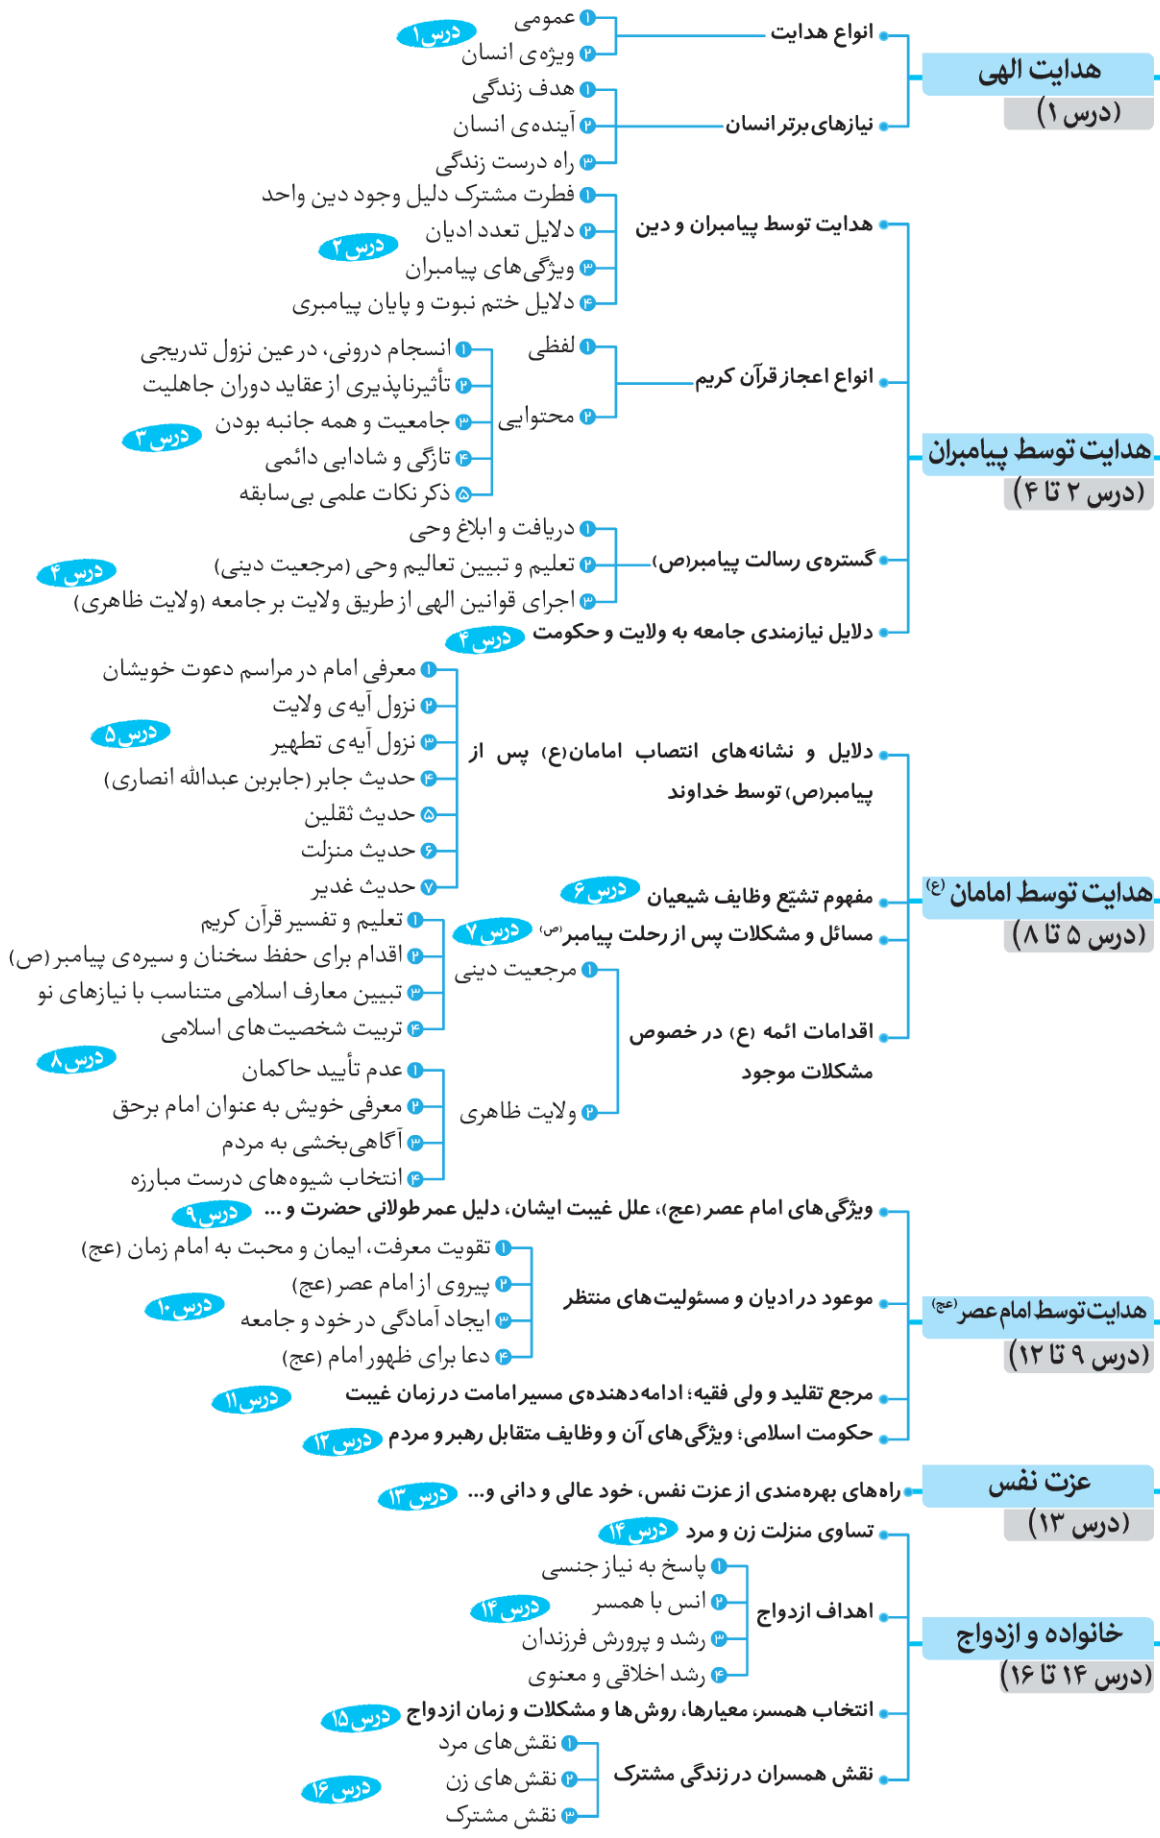 هدایت الهی
(درس ۱)
انواع هدایت
۱ عمومی
۲ ویژه‌ی انسان
درس ۱
نیازهای برتر انسان
۱ هدف زندگی
۲ آینده‌ی انسان
۳ راه درست زندگی
هدایت توسط پیامبران
(درس ۲ تا ۴)
هدایت توسط پیامبران و دین
۱ فطرت مشترک دلیل وجود دین واحد
۲ دلایل تعدد ادیان
۳ ویژگی‌های پیامبران
۴ دلایل ختم نبوت و پایان پیامبری
درس ۲
انواع اعجاز قرآن کریم
۱ لفظی
۲ محتوایی
۱ انسجام درونی، در عین نزول تدریجی
۲ تأثیرناپذیری از عقاید دوران جاهلیت
۳ جامعیت و همه جانبه بودن
۴ تازگی و شادابی دائمی
۵ ذکر نکات علمی بی‌سابقه
درس ۳
گستره‌ی رسالت پیامبر(ص)
۱ دریافت و ابلاغ وحی
۲ تعلیم و تبیین تعالیم وحی (مرجعیت دینی)
۳ اجرای قوانین الهی از طریق ولایت بر جامعه (ولایت ظاهری)
درس ۴
دلایل نیازمندی جامعه به ولایت و حکومت درس ۴
هدایت توسط امامان (ع)
(درس ۵ تا ۸)
دلایل و نشانه‌های انتصاب امامان(ع) پس از
پیامبر(ص) توسط خداوند
۱ معرفی امام در مراسم دعوت خویشان
۲ نزول آیه‌ی ولایت
۳ نزول آیه‌ی تطهیر
۴ حدیث جابر (جابربن عبدالله انصاری)
۵ حدیث ثقلین
۶ حدیث منزلت
۷ حدیث غدیر
درس ۵
مفهوم تشیّع وظایف شیعیان درس ۶
مسائل و مشکلات پس از رحلت پیامبر(ص) درس ۷
اقدامات ائمه (ع) در خصوص
مشکلات موجود
۱ مرجعیت دینی
۱ تعلیم و تفسیر قرآن کریم
۲ اقدام برای حفظ سخنان و سیره‌ی پیامبر (ص)
۳ تبیین معارف اسلامی متناسب با نیازهای نو
۴ تربیت شخصیت‌های اسلامی
درس ۸
۲ ولایت ظاهری
۱ عدم تأیید حاکمان
۲ معرفی خویش به عنوان امام برحق
۳ آگاهی‌بخشی به مردم
۴ انتخاب شیوه‌های درست مبارزه
هدایت توسط امام عصر (عج)
(درس ۹ تا ۱۲)
ویژگی‌های امام عصر (عج)، علل غیبت ایشان، دلیل عمر طولانی حضرت و ... درس ۹
موعود در ادیان و مسئولیت‌های منتظر
۱ تقویت معرفت، ایمان و محبت به امام زمان (عج)
۲ پیروی از امام عصر (عج)
۳ ایجاد آمادگی در خود و جامعه
۴ دعا برای ظهور امام (عج)
درس ۱۰
مرجع تقلید و ولی فقیه؛ ادامه‌دهنده‌ی مسیر امامت در زمان غیبت درس ۱۱
حکومت اسلامی؛ ویژگی‌های آن و وظایف متقابل رهبر و مردم درس ۱۲
عزت نفس
(درس ۱۳)
راه‌های بهره‌مندی از عزت نفس، خود عالی و دانی و... درس ۱۳
خانواده و ازدواج
(درس ۱۴ تا ۱۶)
تساوی منزلت زن و مرد درس ۱۴
اهداف ازدواج
۱ پاسخ به نیاز جنسی
۲ انس با همسر
۳ رشد و پرورش فرزندان
۴ رشد اخلاقی و معنوی
درس ۱۴
انتخاب همسر، معیارها، روش‌ها و مشکلات و زمان ازدواج درس ۱۵
نقش همسران در زندگی مشترک
۱ نقش‌های مرد
۲ نقش‌های زن
۳ نقش مشترک
درس ۱۶